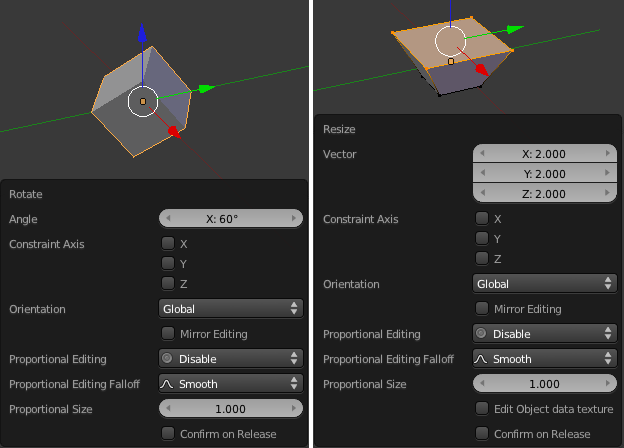 Rotate
Angle X: 60°
Constraint Axis X
Y
Z
Orientation Global
Mirror Editing
Proportional Editing Disable
Proportional Editing Falloff Smooth
Proportional Size 1.000
Confirm on Release
Resize
Vector X: 2.000
Y: 2.000
Z: 2.000
Constraint Axis X
Y
Z
Orientation Global
Mirror Editing
Proportional Editing Disable
Proportional Editing Falloff Smooth
Proportional Size 1.000
Edit Object data texture
Confirm on Release